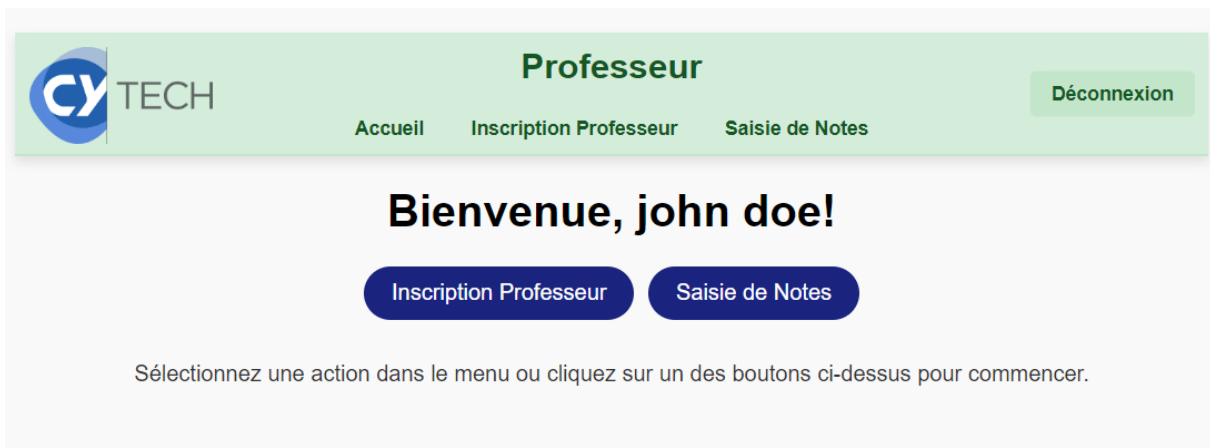 CY TECH
Professeur
Déconnexion
Accueil Inscription Professeur Saisie de Notes
Bienvenue, john doe!
Inscription Professeur Saisie de Notes
Sélectionnez une action dans le menu ou cliquez sur un des boutons ci-dessus pour commencer.